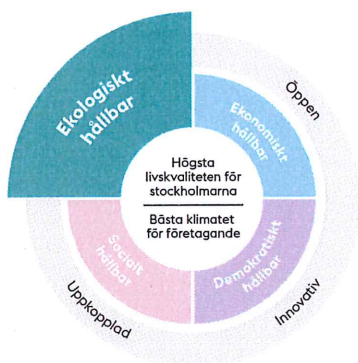 Ekologiskt
hållbar
Öppen
Ekonomiskt
hållbar
Högsta
livskvaliteten för
stockholmarna
Bästa klimatet
för företagande
Socialt
hållbar
Demokratiskt
hållbar
Uppkopplad
Innovativ